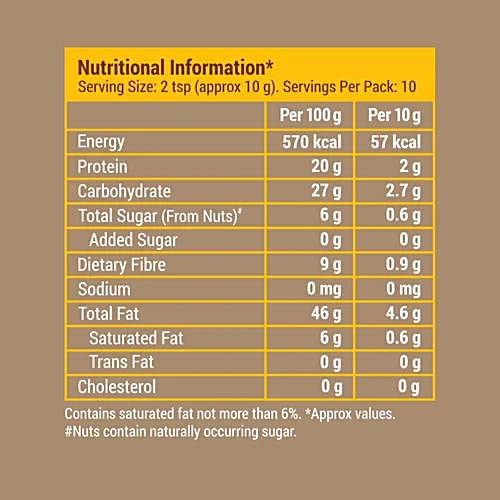 Nutritional Information*
Serving Size: 2 tsp (approx 10 g). Servings Per Pack: 10
Per 100 g Per 10 g
Energy 570 kcal 57 kcal
Protein 20 g 2 g
Carbohydrate 27 g 2.7 g
Total Sugar (From Nuts)# 6 g 0.6 g
Added Sugar 0 g 0 g
Dietary Fibre 9 g 0.9 g
Sodium 0 mg 0 mg
Total Fat 46 g 4.6 g
Saturated Fat 6 g 0.6 g
Trans Fat 0 g 0 g
Cholesterol 0 g 0 g
Contains saturated fat not more than 6%. *Approx values.
#Nuts contain naturally occurring sugar.